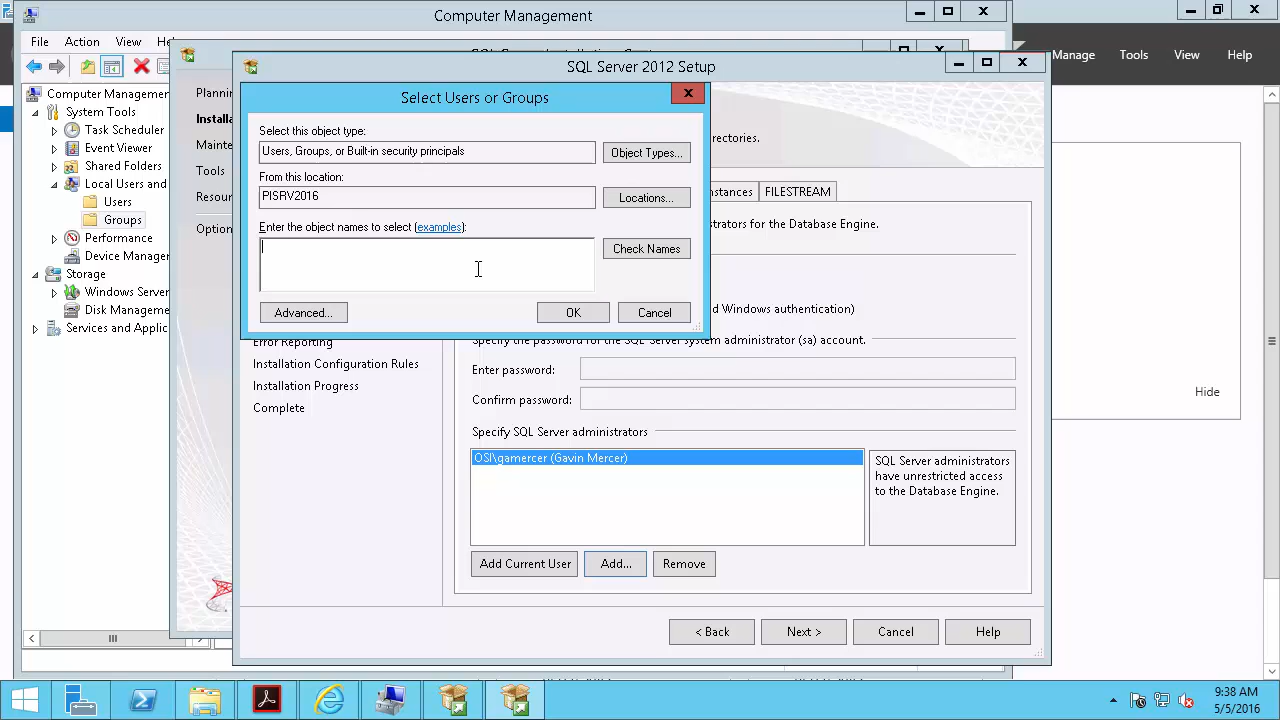 Computer Management
File Action View He
Manage Tools View Help
SQL Server 2012 Setup
Computer Management
System Tools
Task Scheduler
Event Viewer
Shared Folders
Local Users and
Users
Groups
Performance
Device Manager
Storage
Windows Server
Disk Management
Services and Applic
Plannin
Installa
Mainte
Tools
Resour
Option
Select Users or Groups
Select this object type:
Users, Groups, or Built-in security principals
Object Types...
From this location:
PISRV2016
Locations...
Enter the object names to select (examples):
Check Names
Advanced...
OK
Cancel
rectories.
nstances
FILESTREAM
strators for the Database Engine.
d Windows authentication)
Specify the password for the SQL Server system administrator (sa) account.
Error Reporting
Installation Configuration Rules
Installation Progress
Complete
Enter password:
Confirm password:
Specify SQL Server administrators
OSI\gamercer (Gavin Mercer)
SQL Server administrators
have unrestricted access
to the Database Engine.
Add Current User
Add...
Remove
< Back
Next >
Cancel
Help
Hide
9:38 AM
5/5/2016